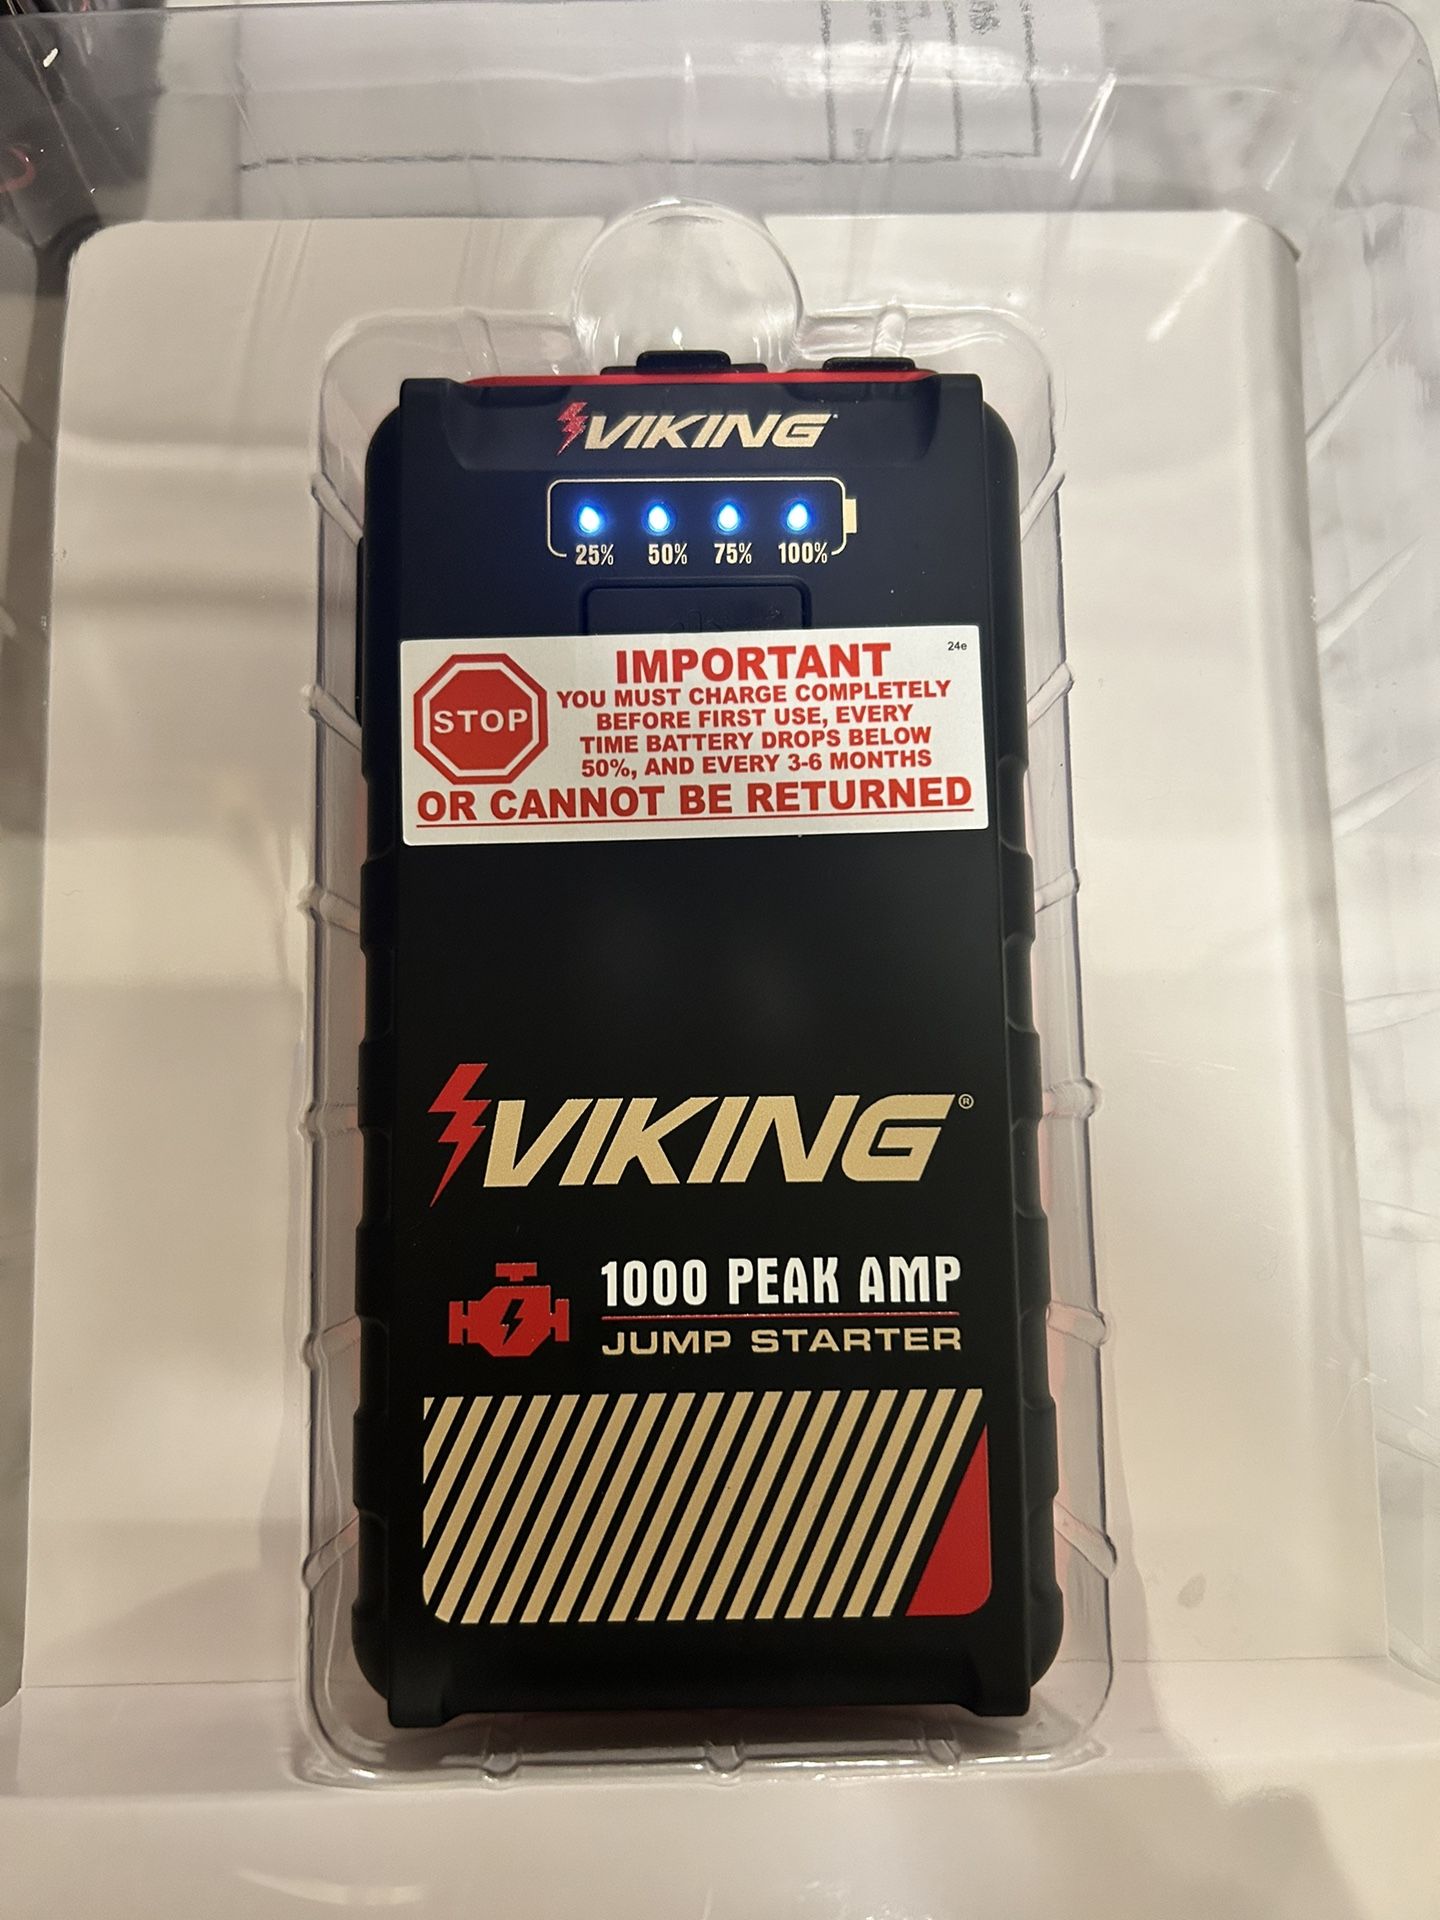 VIKING
25% 50% 75% 100%
24e
IMPORTANT
STOP
YOU MUST CHARGE COMPLETELY
BEFORE FIRST USE, EVERY
TIME BATTERY DROPS BELOW
50%, AND EVERY 3-6 MONTHS
OR CANNOT BE RETURNED
VIKING®
1000 PEAK AMP
JUMP STARTER